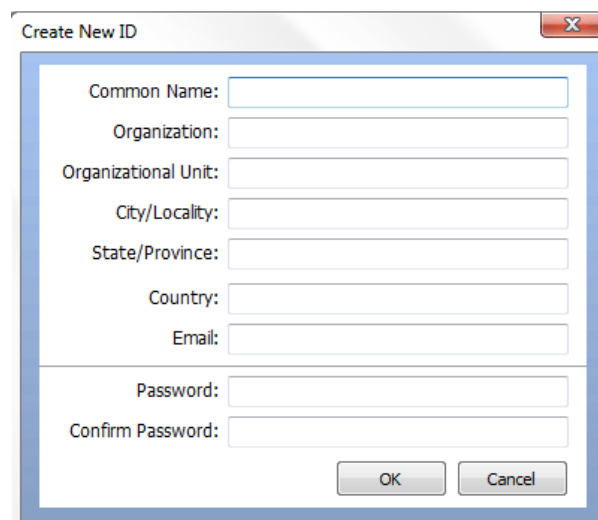 Create New ID
Common Name:
Organization:
Organizational Unit:
City/Locality:
State/Province:
Country:
Email:
Password:
Confirm Password:
OK Cancel